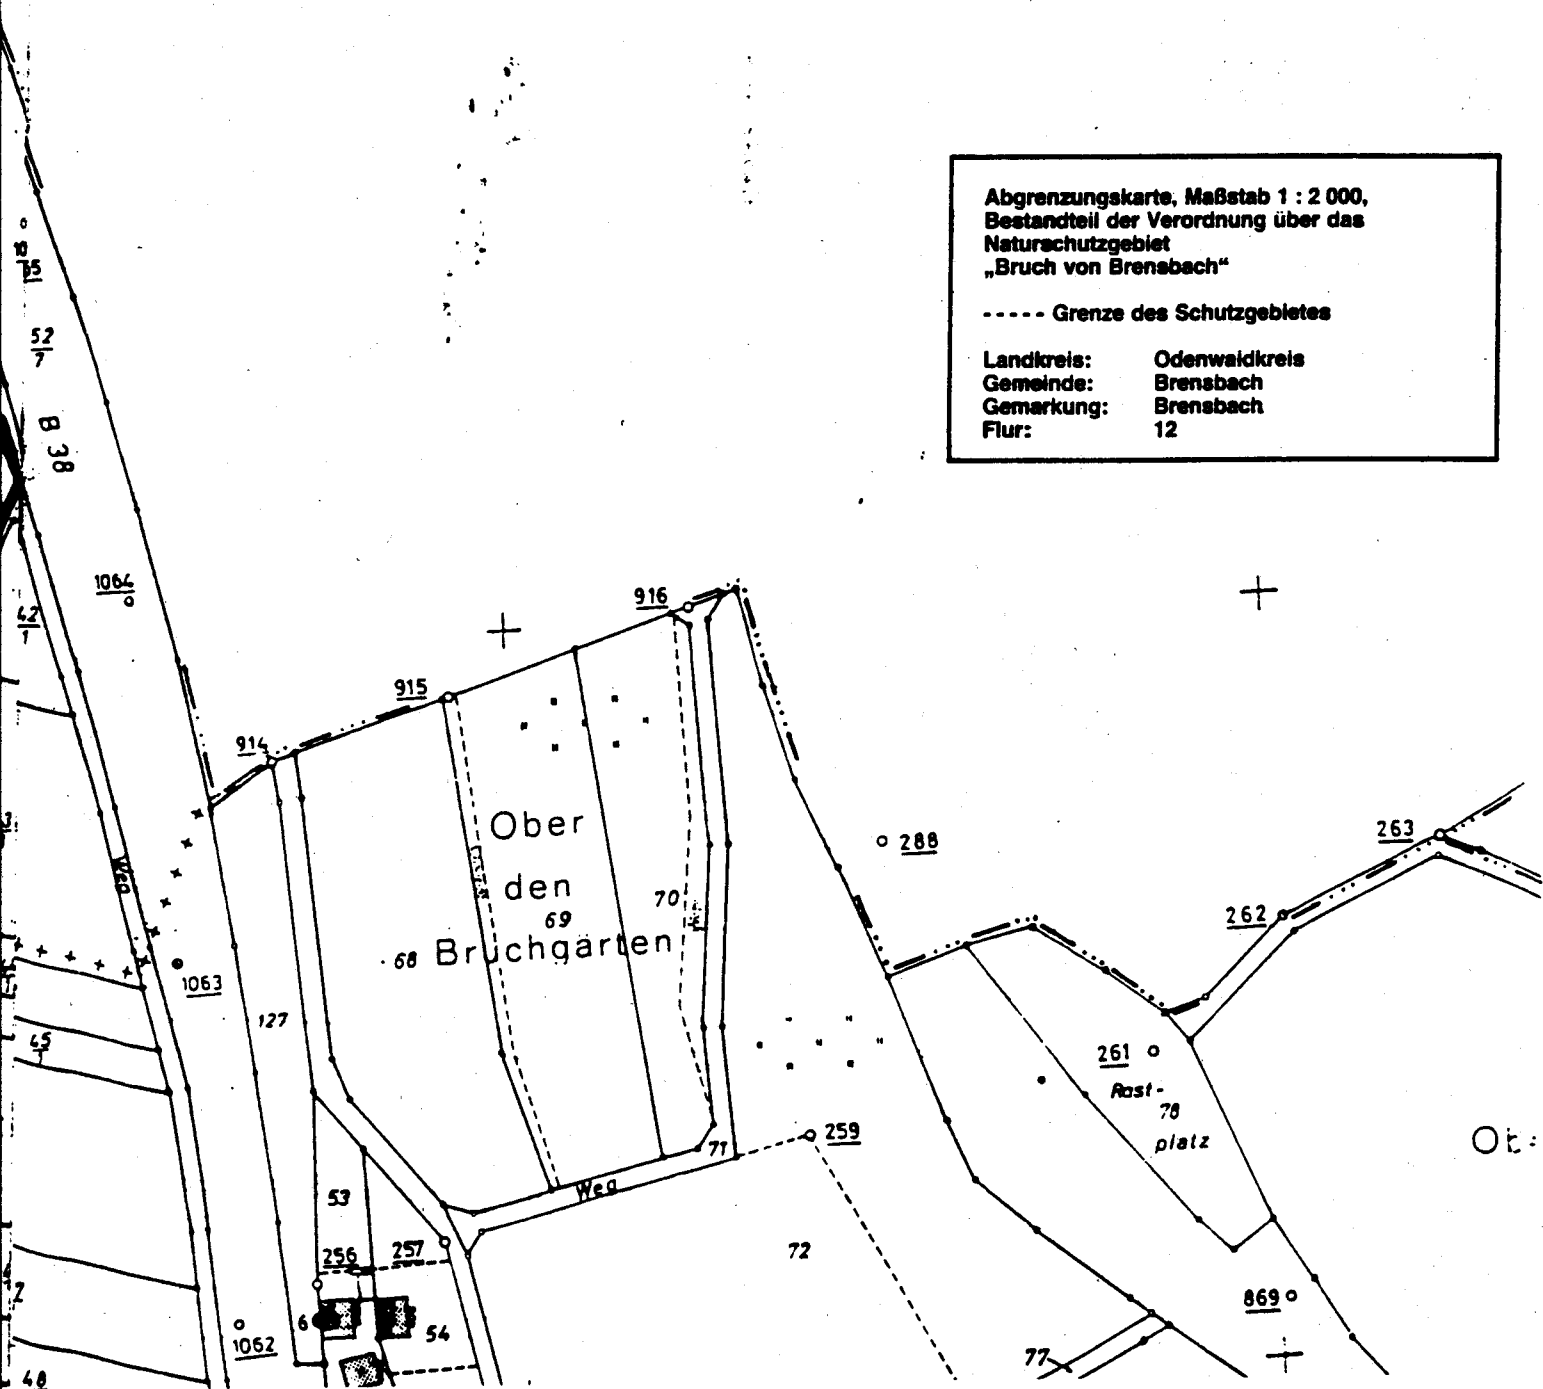 Abgrenzungskarte, Maßstab 1 : 2 000,
Bestandteil der Verordnung über das
Naturschutzgebiet
„Bruch von Brensbach“
----- Grenze des Schutzgebietes
Landkreis: Odenwaldkreis
Gemeinde: Brensbach
Gemarkung: Brensbach
Flur: 12
52
7
B 38
1064
42
1
916
915
914
288
263
262
Weg
Ober
den
Bruchgärten
68
69
70
1063
127
45
1
261
Rast-
78
platz
259
71
Weg
53
72
256
257
6
54
1062
869
77
48